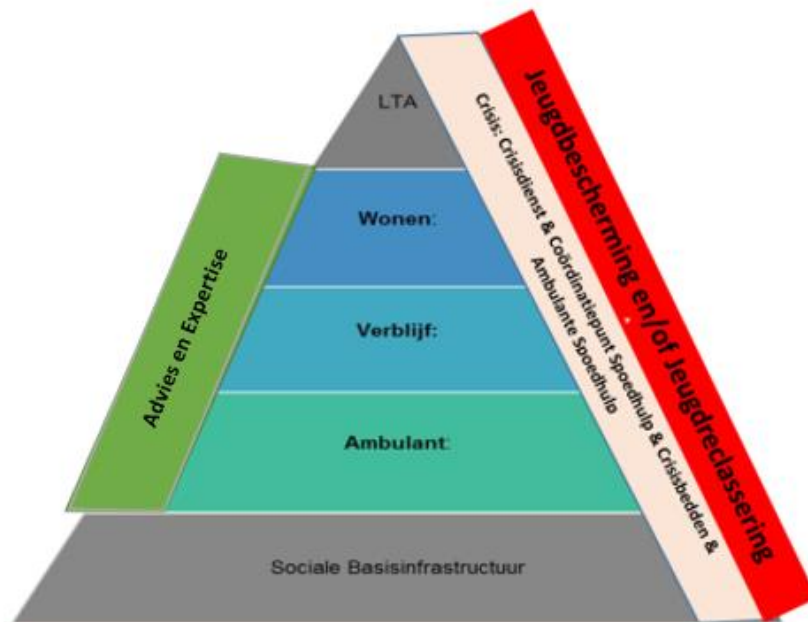 LTA
Wonen:
Verblijf:
Ambulant:
Sociale Basisinfrastructuur
Advies en Expertise
Crisis: Crisisdienst & Coördinatiepunt Spoedhulp & Crisisbedden &
Ambulante Spoedhulp
Jeugdbescherming en/of Jeugdreclassering